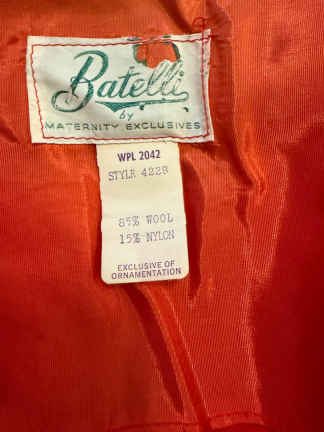 Batelli
by
MATERNITY EXCLUSIVES
WPL 2042
STYLE 4228
85% WOOL
15% NYLON
EXCLUSIVE OF
ORNAMENTATION